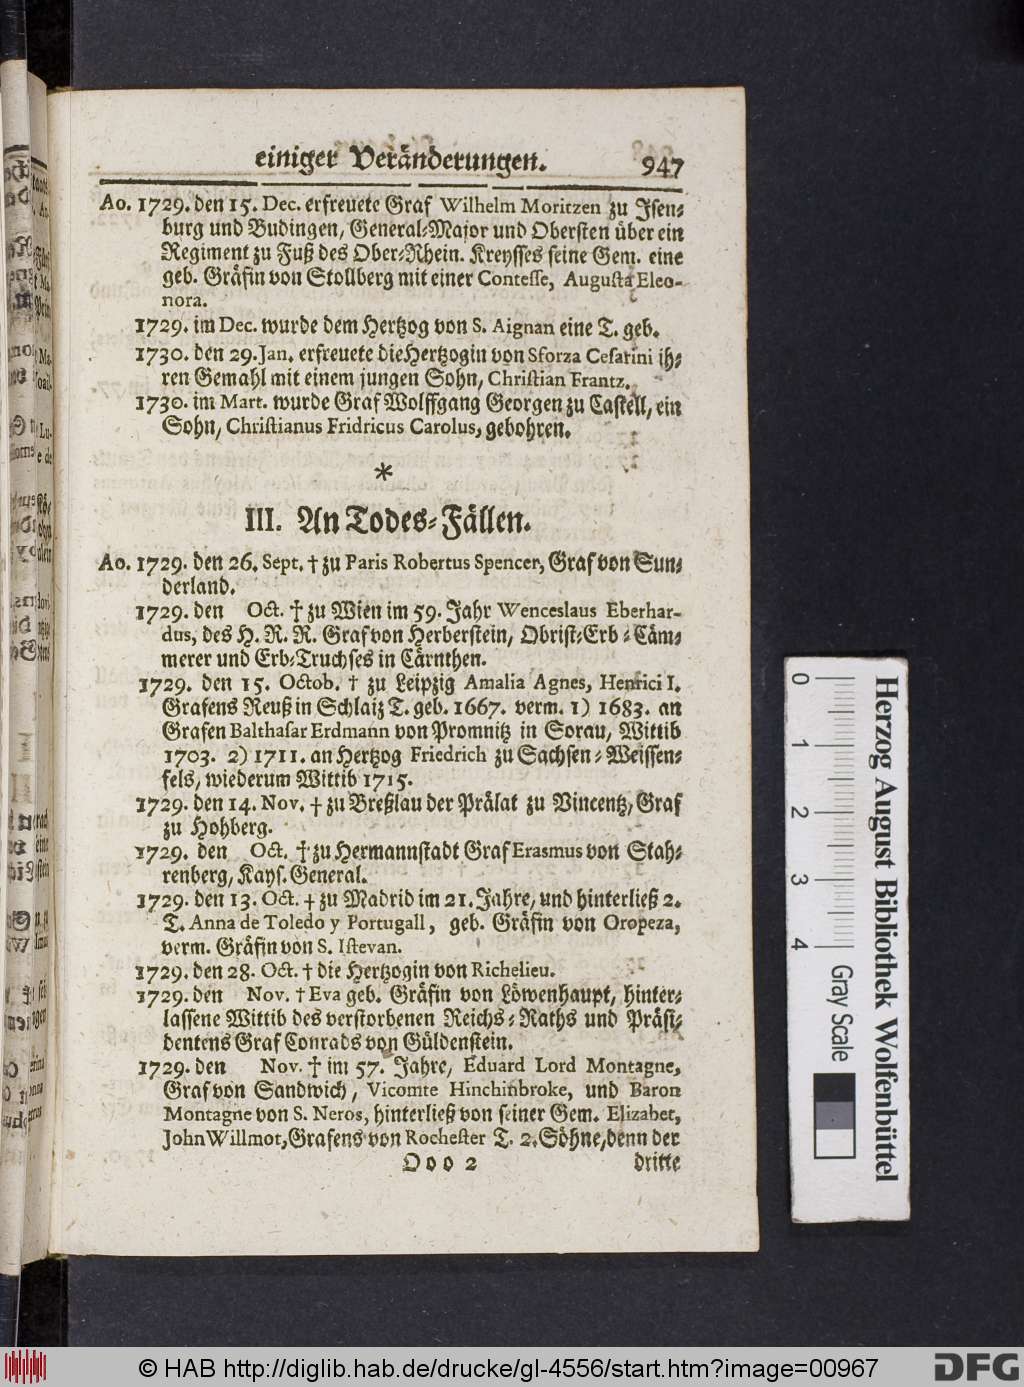 einiger Veränderungen. 947
Ao. 1729. den 15. Dec. erfreuete Graf Wilhelm Moritzen zu Isen-
burg und Budingen, General-Major und Obersten über ein
Regiment zu Fuß des Ober-Rhein. Kreysses seine Gem. eine
geb. Gräfin von Stollberg mit einer Contesse, Augusta Eleo-
nora.
1729. im Dec. wurde dem Hertzog von S. Aignan eine T. geb.
1730. den 29. Jan. erfreuete die Hertzogin von Sforza Cesarini ih-
ren Gemahl mit einem jungen Sohn, Christian Frantz.
1730. im Mart. wurde Graf Wolffgang Georgen zu Castell, ein
Sohn, Christianus Fridricus Carolus, gebohren.
*
III. An Todes-Fällen.
Ao. 1729. den 26. Sept. † zu Paris Robertus Spencer, Graf von Sun-
derland.
1729. den Oct. † zu Wien im 59. Jahr Wenceslaus Eberhar-
dus, des H. R. R. Graf von Herberstein, Obrist-Erb-Cäm-
merer und Erb-Truchses in Cärnthen.
1729. den 15. Octob. † zu Leipzig Amalia Agnes, Henrici I.
Grafens Reuß in Schlaiz T. geb. 1667. verm. 1) 1683. an
Grafen Balthasar Erdmann von Promnitz in Sorau, Wittib
1703. 2) 1711. an Hertzog Friedrich zu Sachsen-Weissen-
fels, wiederum Wittib 1715.
1729. den 14. Nov. † zu Breßlau der Prälat zu Vincentz, Graf
zu Hohberg.
1729. den Oct. † zu Hermannstadt Graf Erasmus von Stah-
renberg, Kays. General.
1729. den 13. Oct. † zu Madrid im 21. Jahre, und hinterließ 2.
T. Anna de Toledo y Portugall, geb. Gräfin von Oropeza,
verm. Gräfin von S. Istevan.
1729. den 28. Oct. † die Hertzogin von Richelieu.
1729. den Nov. † Eva geb. Gräfin von Löwenhaupt, hinter-
lassene Wittib des verstorbenen Reichs-Raths und Präsi-
dentens Graf Conrads von Güldenstein.
1729. den Nov. † im 57. Jahre, Eduard Lord Montagne,
Graf von Sandwich, Vicomte Hinchinbroke, und Baron
Montagne von S. Neros, hinterließ von seiner Gem. Elizabet,
John Willmot, Grafens von Rochester T. 2. Söhne, denn der
Ooo 2 dritte
0 1 2 3 4
Gray Scale
Herzog August Bibliothek Wolfenbüttel
© HAB http://diglib.hab.de/drucke/gl-4556/start.htm?image=00967
DFG